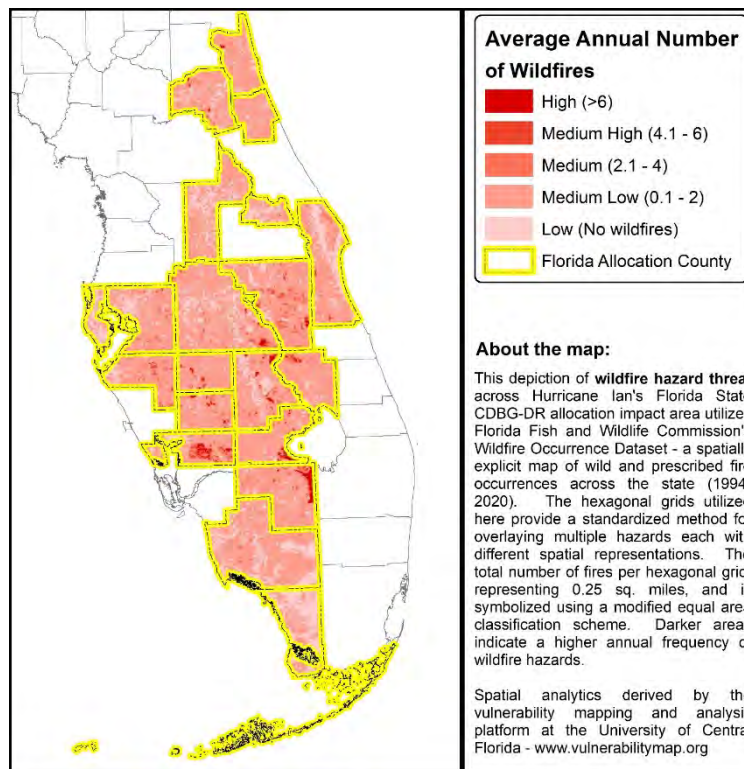 Average Annual Number
of Wildfires
High (>6)
Medium High (4.1 - 6)
Medium (2.1 - 4)
Medium Low (0.1 - 2)
Low (No wildfires)
Florida Allocation County
About the map:
This depiction of wildfire hazard threa
across Hurricane Ian's Florida Stat
CDBG-DR allocation impact area utilize
Florida Fish and Wildlife Commission'
Wildfire Occurrence Dataset - a spatiall
explicit map of wild and prescribed fir
occurrences across the state (1994
2020). The hexagonal grids utilize
here provide a standardized method fo
overlaying multiple hazards each wit
different spatial representations. Th
total number of fires per hexagonal grid
representing 0.25 sq. miles, and i
symbolized using a modified equal are
classification scheme. Darker area
indicate a higher annual frequency o
wildfire hazards.
Spatial analytics derived by th
vulnerability mapping and analysi
platform at the University of Centra
Florida - www.vulnerabilitymap.org